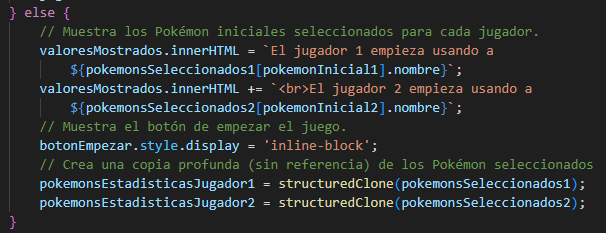 } else {
// Muestra los Pokémon iniciales seleccionados para cada jugador.
valoresMostrados.innerHTML = `El jugador 1 empieza usando a
${pokemonsSeleccionados1[pokemonInicial1].nombre}`;
valoresMostrados.innerHTML += `<br>El jugador 2 empieza usando a
${pokemonsSeleccionados2[pokemonInicial2].nombre}`;
// Muestra el botón de empezar el juego.
botonEmpezar.style.display = 'inline-block';
// Crea una copia profunda (sin referencia) de los Pokémon seleccionados
pokemonsEstadisticasJugador1 = structuredClone(pokemonsSeleccionados1);
pokemonsEstadisticasJugador2 = structuredClone(pokemonsSeleccionados2);
}